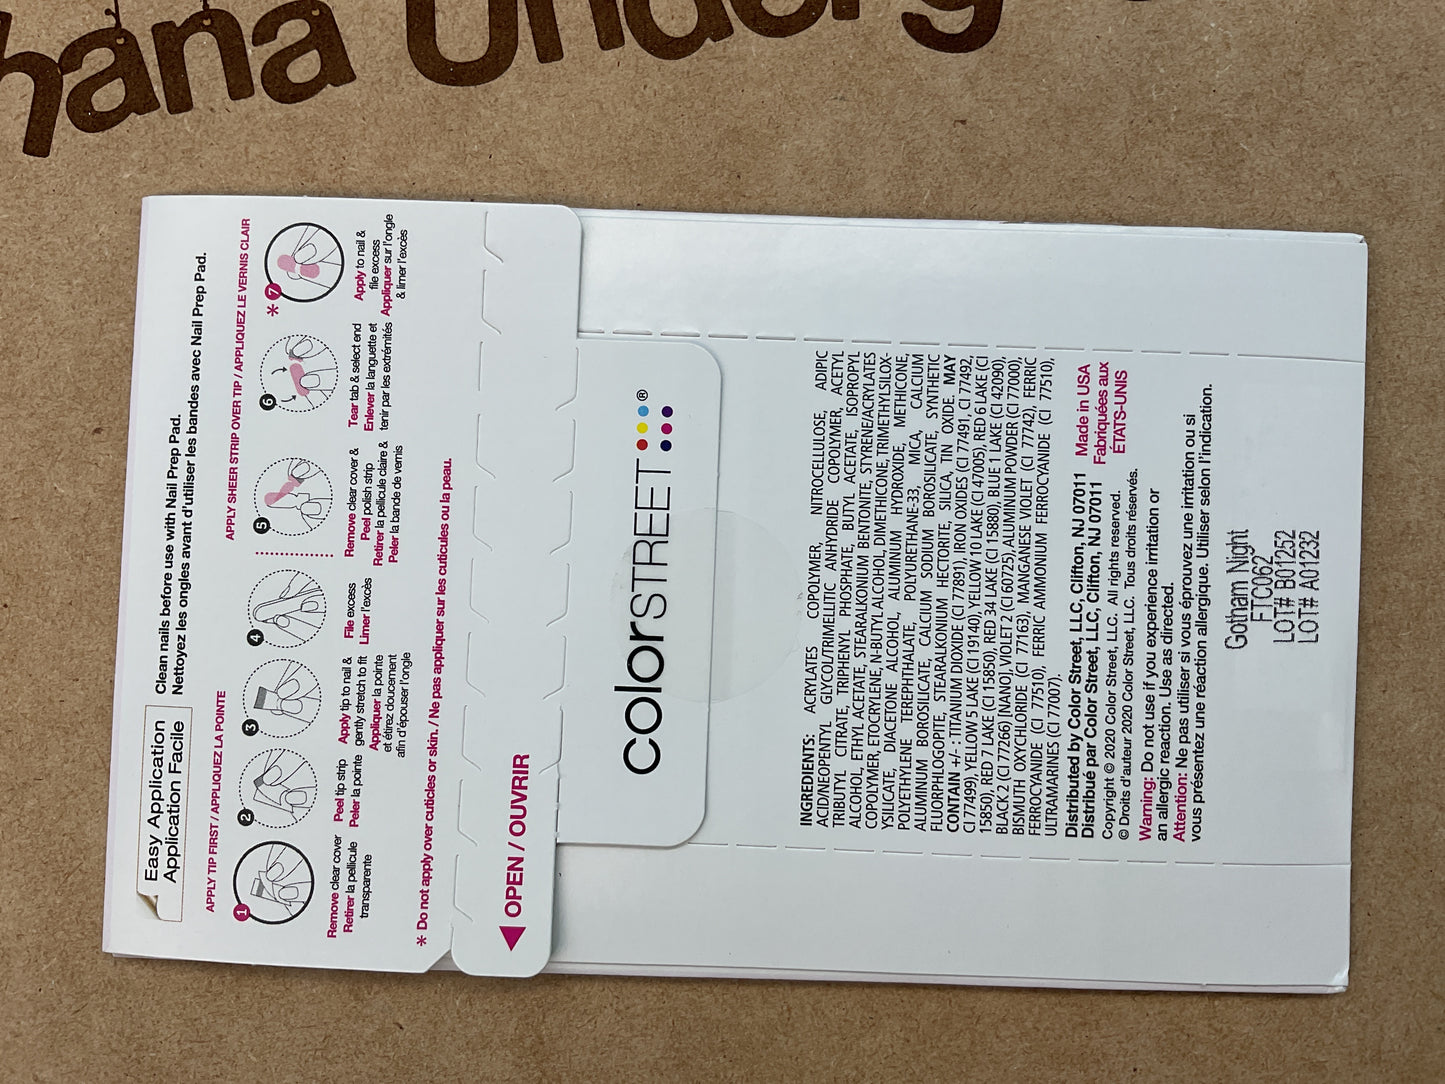 hana Underg
Easy Application
Application Facile
Clean nails before use with Nail Prep Pad.
Nettoyez les ongles avant d'utiliser les bandes avec Nail Prep Pad.
APPLY TIP FIRST / APPLIQUEZ LA POINTE
APPLY SHEER STRIP OVER TIP / APPLIQUEZ LE VERNIS CLAIR
1
Remove clear cover
Retirer la pellicule
transparente
2
Peel tip strip
Peler la pointe
3
Apply tip to nail &
gently stretch to fit
Appliquer la pointe
et étirez doucement
afin d'épouser l'ongle
4
File excess
Limer l'excès
5
Remove clear cover &
Peel polish strip
Retirer la pellicule claire &
Peler la bande de vernis
6
Tear tab & select end
Enlever la languette et
tenir par les extrémités
* 7
Apply to nail &
file excess
Appliquer sur l'ongle
& limer l'excès
* Do not apply over cuticles or skin. / Ne pas appliquer sur les cuticules ou la peau.
OPEN / OUVRIR
colorSTREET®
INGREDIENTS: ACRYLATES COPOLYMER, NITROCELLULOSE, ADIPIC
ACID/NEOPENTYL GLYCOL/TRIMELLITIC ANHYDRIDE COPOLYMER, ACETYL
TRIBUTYL CITRATE, TRIPHENYL PHOSPHATE, BUTYL ACETATE, ISOPROPYL
ALCOHOL, ETHYL ACETATE, STEARALKONIUM BENTONITE, STYRENE/ACRYLATES
COPOLYMER, ETOCRYLENE, N-BUTYL ALCOHOL, DIMETHICONE, TRIMETHYLSILOX-
YSILICATE, DIACETONE ALCOHOL, ALUMINUM HYDROXIDE, METHICONE,
POLYETHYLENE TEREPHTHALATE, POLYURETHANE-33, MICA, CALCIUM
ALUMINUM BOROSILICATE, CALCIUM SODIUM BOROSILICATE, SYNTHETIC
FLUORPHLOGOPITE, STEARALKONIUM HECTORITE, SILICA, TIN OXIDE. MAY
CONTAIN +/- : TITANIUM DIOXIDE (CI 77891), IRON OXIDES (CI 77491, CI 77492,
CI 77499), YELLOW 5 LAKE (CI 19140), YELLOW 10 LAKE (CI 47005), RED 6 LAKE (CI
15850), RED 7 LAKE (CI 15850), RED 34 LAKE (CI 15880), BLUE 1 LAKE (CI 42090),
BLACK 2 (CI 77266) [NANO], VIOLET 2 (CI 60725), ALUMINUM POWDER (CI 77000),
BISMUTH OXYCHLORIDE (CI 77163), MANGANESE VIOLET (CI 77742), FERRIC
FERROCYANIDE (CI 77510), FERRIC AMMONIUM FERROCYANIDE (CI 77510),
ULTRAMARINES (CI 77007).
Distributed by Color Street, LLC, Clifton, NJ 07011
Distribué par Color Street, LLC, Clifton, NJ 07011
Made in USA
Fabriquées aux
ÉTATS-UNIS
Copyright © 2020 Color Street, LLC. All rights reserved.
© Droits d'auteur 2020 Color Street, LLC. Tous droits réservés.
Warning: Do not use if you experience irritation or
an allergic reaction. Use as directed.
Attention: Ne pas utiliser si vous éprouvez une irritation ou si
vous présentez une réaction allergique. Utiliser selon l'indication.
Gotham Night
FTC062
LOT# B01252
LOT# A01232